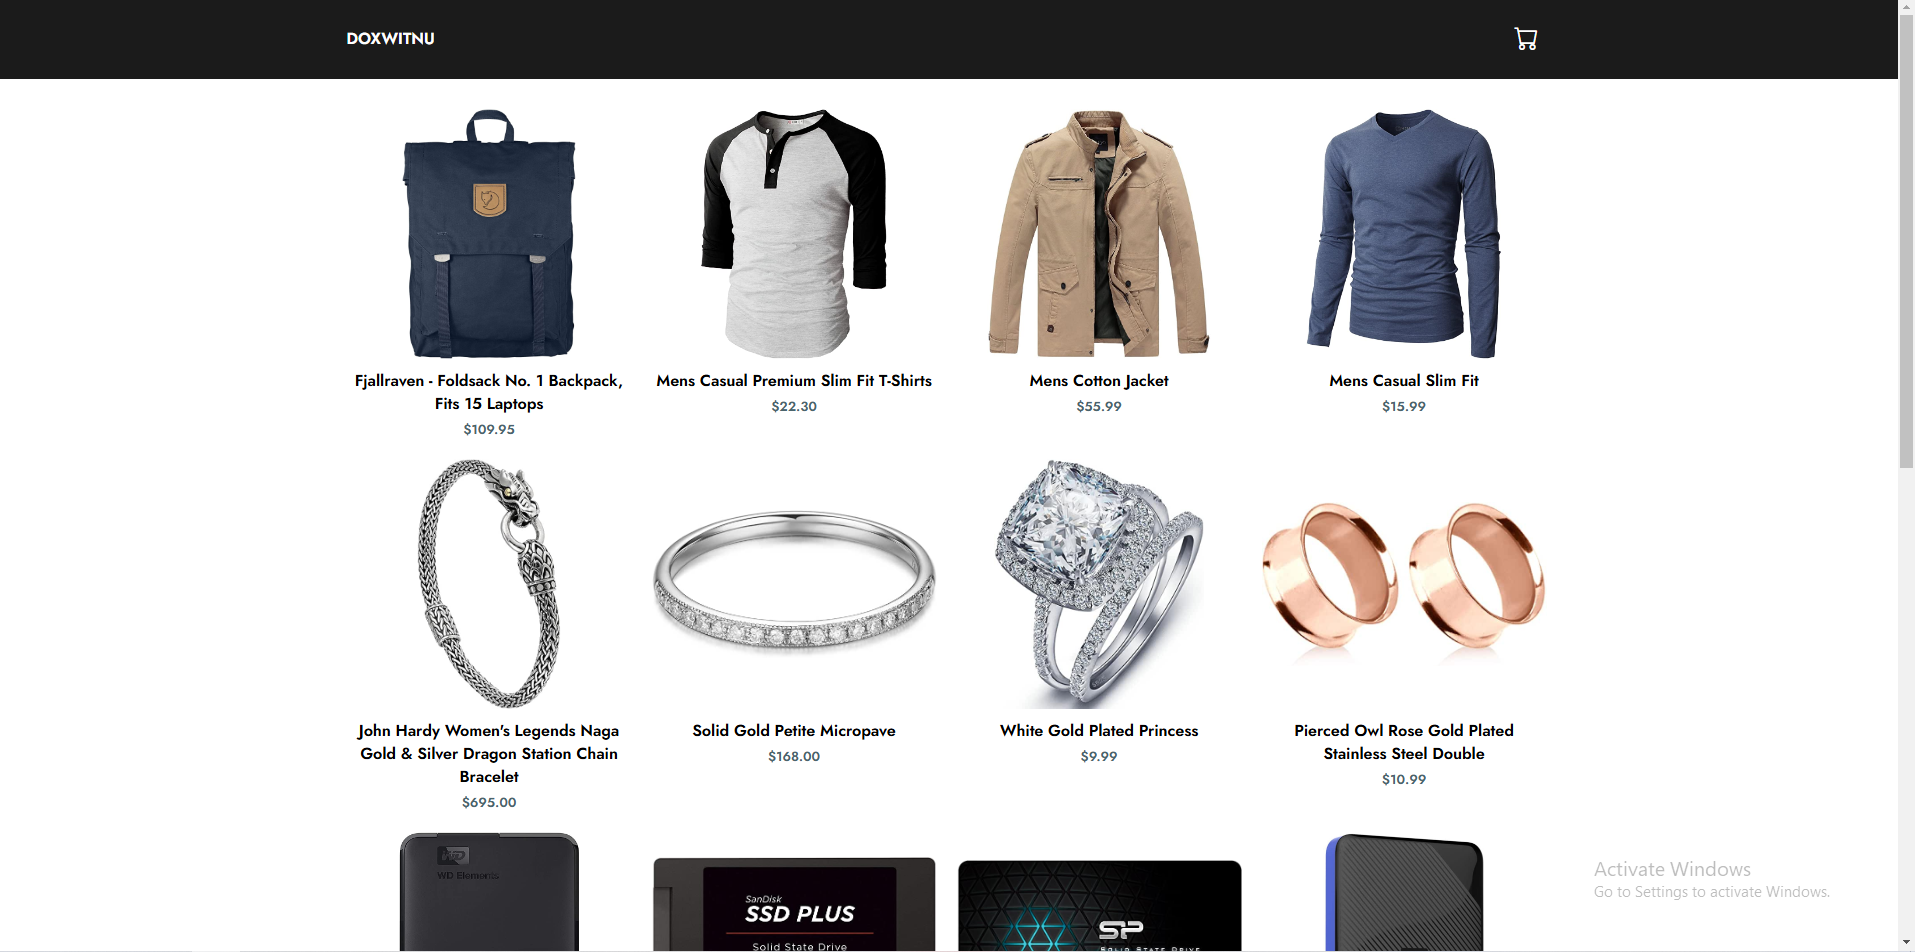 DOXWITNU
Fjallraven - Foldsack No. 1 Backpack,
Fits 15 Laptops
$109.95
Mens Casual Premium Slim Fit T-Shirts
$22.30
Mens Cotton Jacket
$55.99
Mens Casual Slim Fit
$15.99
John Hardy Women's Legends Naga
Gold & Silver Dragon Station Chain
Bracelet
$695.00
Solid Gold Petite Micropave
$168.00
White Gold Plated Princess
$9.99
Pierced Owl Rose Gold Plated
Stainless Steel Double
$10.99
WD
WD Elements
SanDisk
SSD PLUS
Solid State Drive
SP
SOLID STATE DRIVE
Activate Windows
Go to Settings to activate Windows.